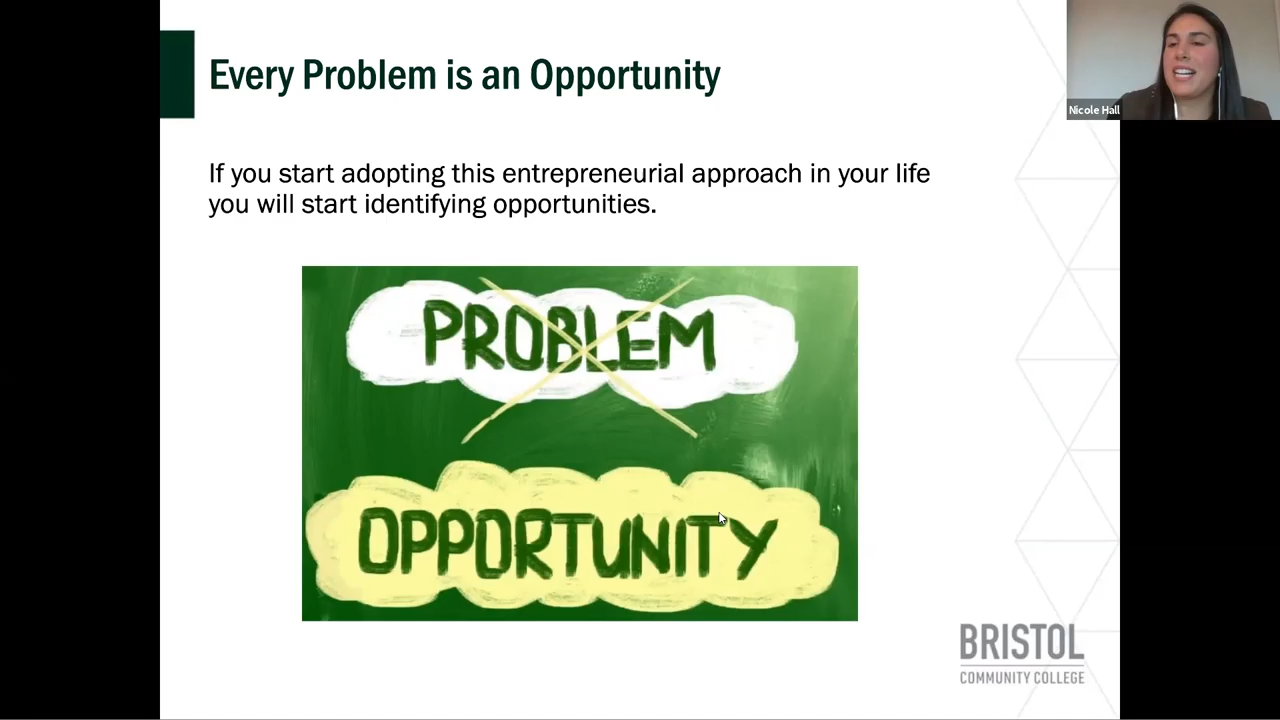 Every Problem is an Opportunity
Nicole Hall
If you start adopting this entrepreneurial approach in your life
you will start identifying opportunities.
PROBLEM
OPPORTUNITY
BRISTOL
COMMUNITY COLLEGE